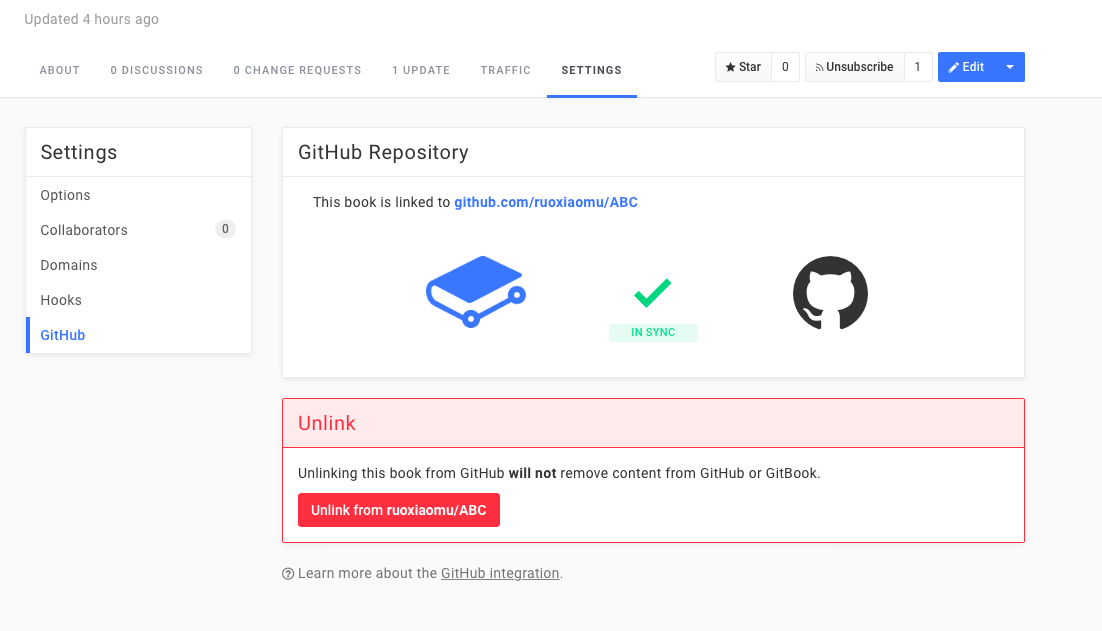 Updated 4 hours ago
ABOUT 0 DISCUSSIONS 0 CHANGE REQUESTS 1 UPDATE TRAFFIC SETTINGS Star 0 Unsubscribe 1 Edit
Settings
Options
Collaborators 0
Domains
Hooks
GitHub
GitHub Repository
This book is linked to github.com/ruoxiaomu/ABC
IN SYNC
Unlink
Unlinking this book from GitHub will not remove content from GitHub or GitBook.
Unlink from ruoxiaomu/ABC
Learn more about the GitHub integration.